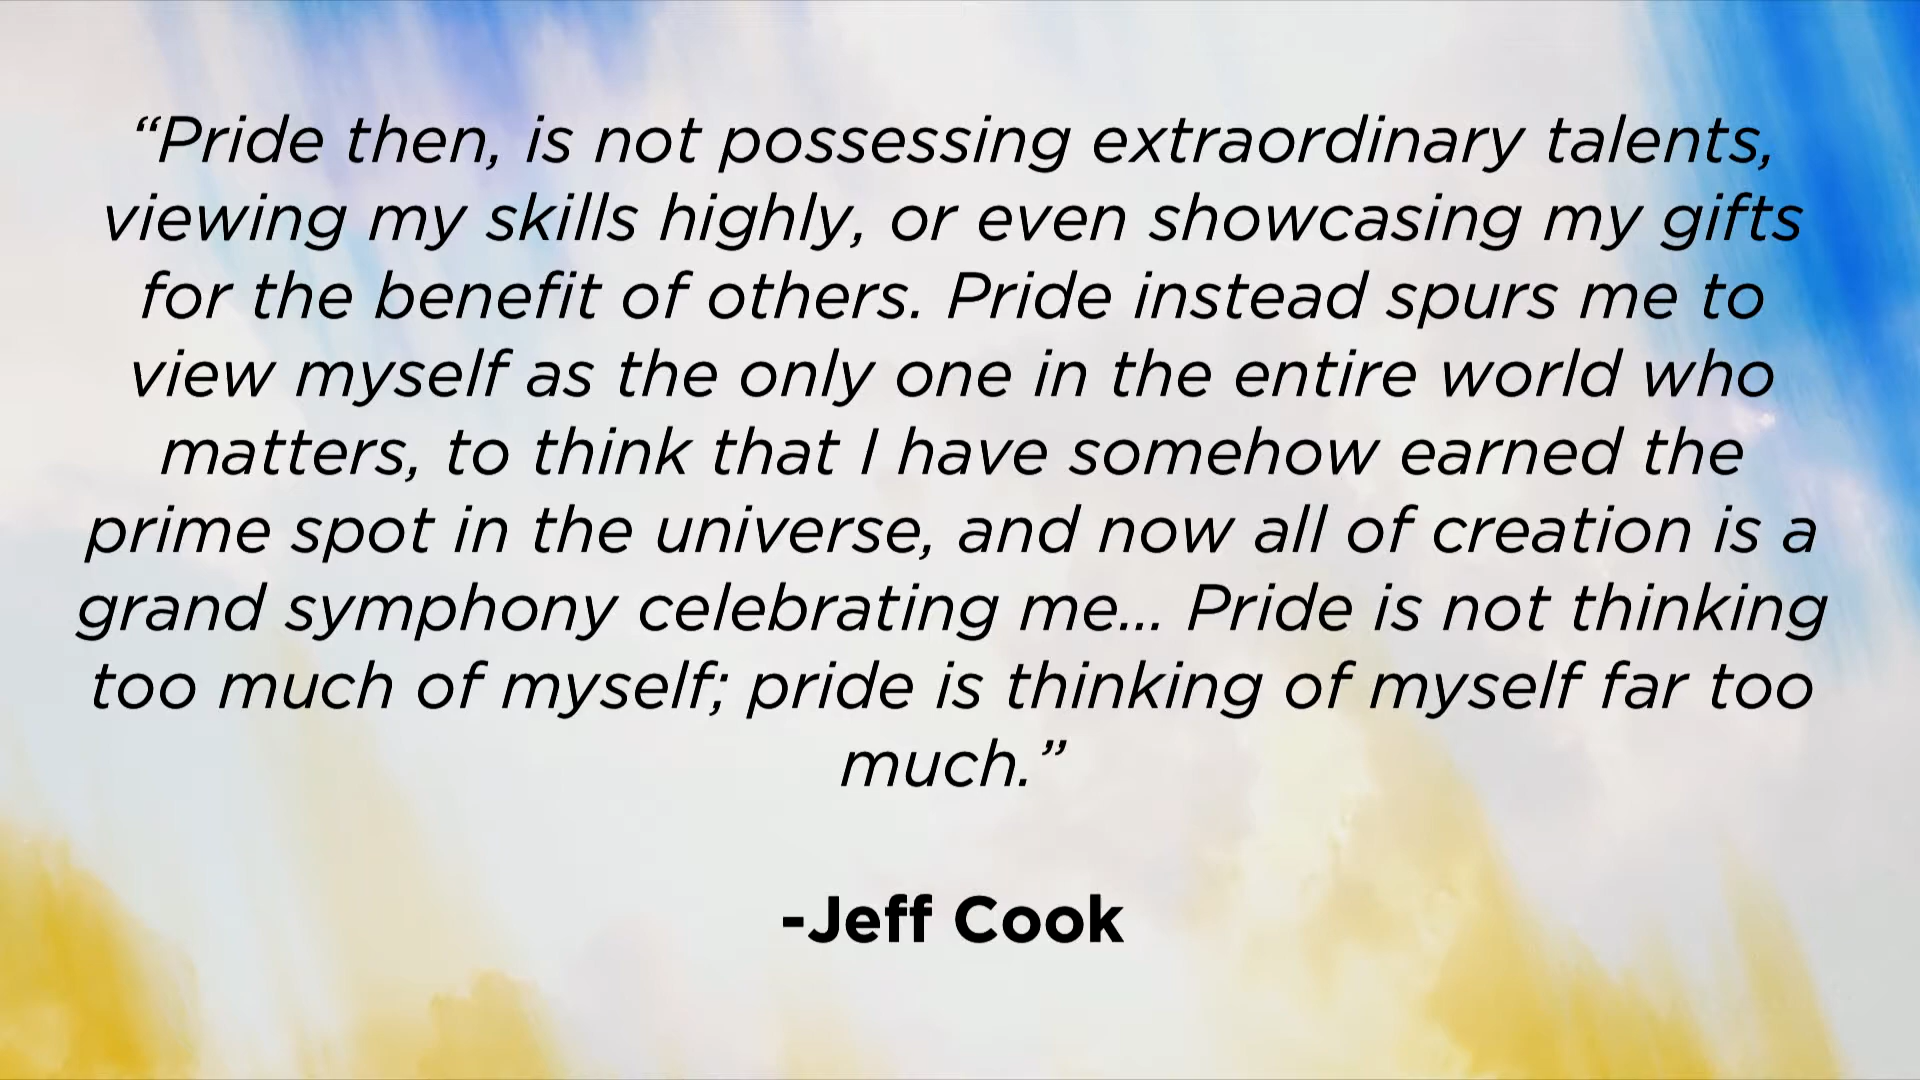 “Pride then, is not possessing extraordinary talents,
viewing my skills highly, or even showcasing my gifts
for the benefit of others. Pride instead spurs me to
view myself as the only one in the entire world who
matters, to think that I have somehow earned the
prime spot in the universe, and now all of creation is a
grand symphony celebrating me... Pride is not thinking
too much of myself; pride is thinking of myself far too
much.”
-Jeff Cook